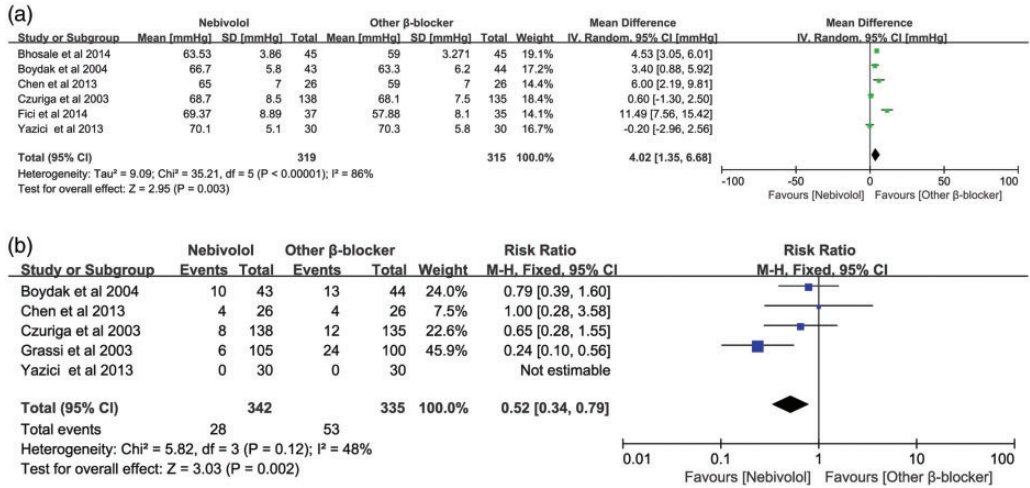 (a)
Nebivolol Other β-blocker Mean Difference Mean Difference
Study or Subgroup Mean [mmHg] SD [mmHg] Total Mean [mmHg] SD [mmHg] Total Weight IV. Random. 95% CI [mmHg] IV. Random. 95% CI [mmHg]
Bhosale et al 2014 63.53 3.86 45 59 3.271 45 19.1% 4.53 [3.05, 6.01]
Boydak et al 2004 66.7 5.8 43 63.3 6.2 44 17.2% 3.40 [0.88, 5.92]
Chen et al 2013 65 7 26 59 7 26 14.4% 6.00 [2.19, 9.81]
Czuriga et al 2003 68.7 8.5 138 68.1 7.5 135 18.4% 0.60 [-1.30, 2.50]
Fici et al 2014 69.37 8.89 37 57.88 8.1 35 14.1% 11.49 [7.56, 15.42]
Yazici et al 2013 70.1 5.1 30 70.3 5.8 30 16.7% -0.20 [-2.96, 2.56]
Total (95% CI) 319 315 100.0% 4.02 [1.35, 6.68]
Heterogeneity: Tau² = 9.09; Chi² = 35.21, df = 5 (P < 0.00001); I² = 86%
Test for overall effect: Z = 2.95 (P = 0.003)
-100 -50 0 50 100
Favours [Nebivolol] Favours [Other β-blocker]
(b)
Nebivolol Other β-blocker Risk Ratio Risk Ratio
Study or Subgroup Events Total Events Total Weight M-H, Fixed, 95% CI M-H, Fixed, 95% CI
Boydak et al 2004 10 43 13 44 24.0% 0.79 [0.39, 1.60]
Chen et al 2013 4 26 4 26 7.5% 1.00 [0.28, 3.58]
Czuriga et al 2003 8 138 12 135 22.6% 0.65 [0.28, 1.55]
Grassi et al 2003 6 105 24 100 45.9% 0.24 [0.10, 0.56]
Yazici et al 2013 0 30 0 30 Not estimable
Total (95% CI) 342 335 100.0% 0.52 [0.34, 0.79]
Total events 28 53
Heterogeneity: Chi² = 5.82, df = 3 (P = 0.12); I² = 48%
Test for overall effect: Z = 3.03 (P = 0.002)
0.01 0.1 1 10 100
Favours [Nebivolol] Favours [Other β-blocker]